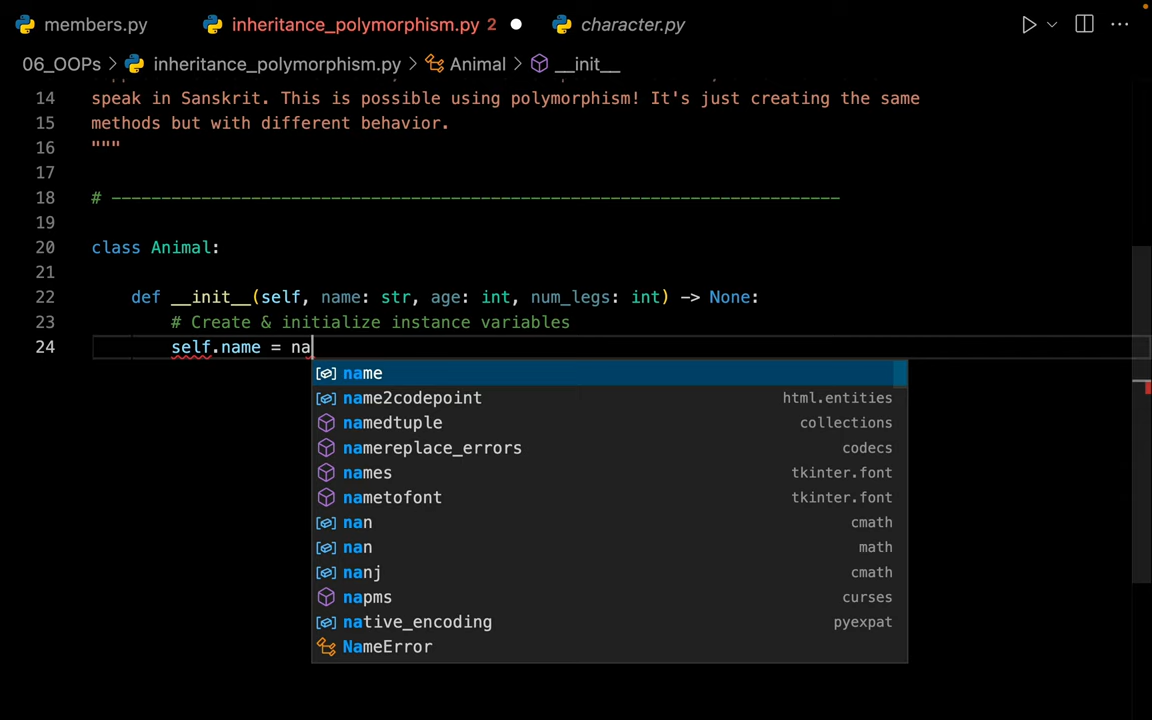 members.py inheritance_polymorphism.py 2 character.py
06_OOPs > inheritance_polymorphism.py > Animal > __init__
14 speak in Sanskrit. This is possible using polymorphism! It's just creating the same
15 methods but with different behavior.
16 """
17
18 # -------------------------------------------------------------------------
19
20 class Animal:
21
22 def __init__(self, name: str, age: int, num_legs: int) -> None:
23 # Create & initialize instance variables
24 self.name = na
name
name2codepoint html.entities
namedtuple collections
namereplace_errors codecs
names tkinter.font
nametofont tkinter.font
nan cmath
nan math
nanj cmath
napms curses
native_encoding pyexpat
NameError